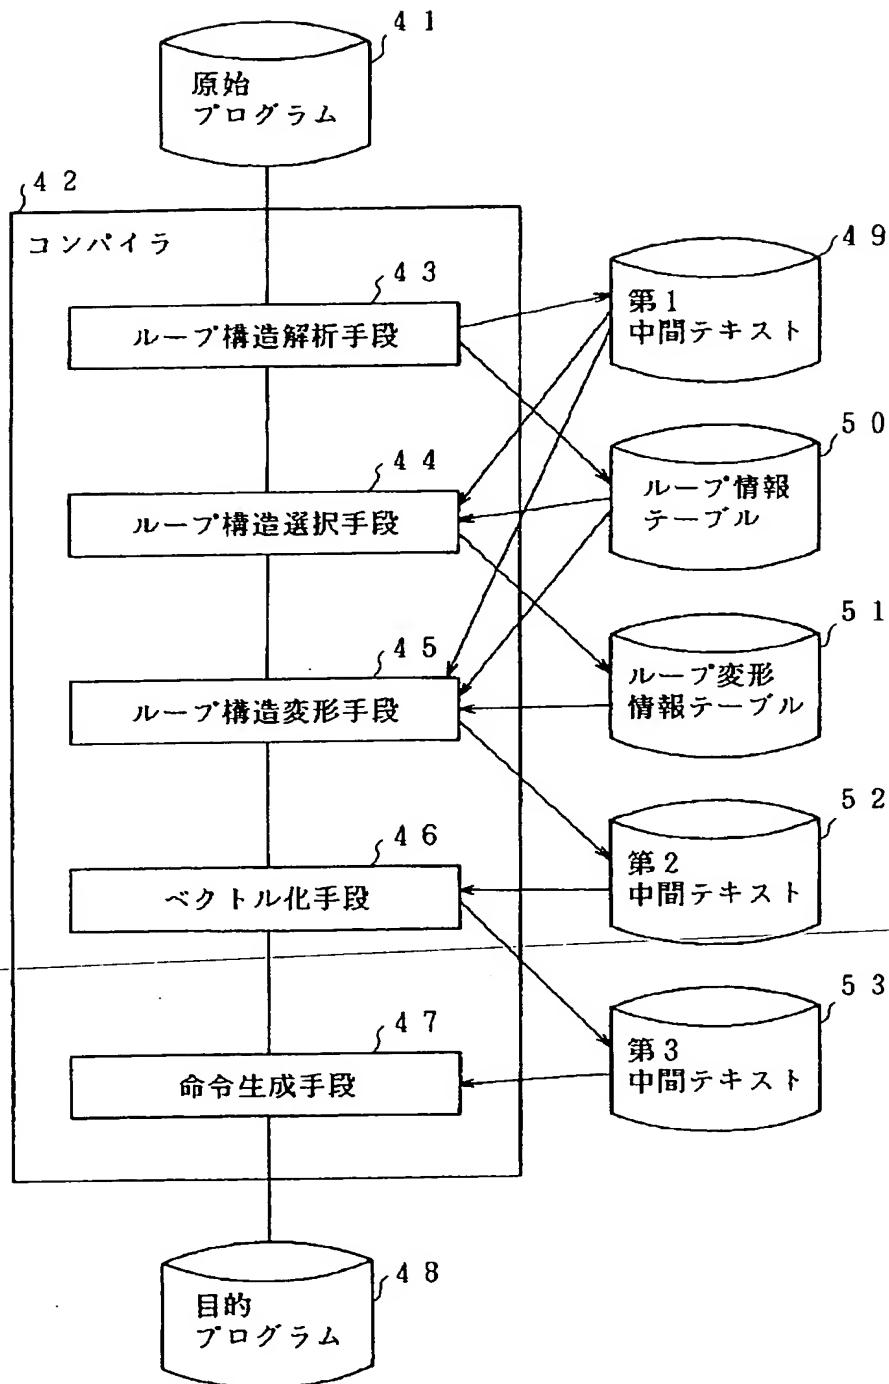 ４１
原始
プログラム
４２
コンパイラ
４３
ループ構造解析手段
４９
第１
中間テキスト
４４
ループ構造選択手段
５０
ループ情報
テーブル
４５
ループ構造変形手段
５１
ループ変形
情報テーブル
４６
ベクトル化手段
５２
第２
中間テキスト
４７
命令生成手段
５３
第３
中間テキスト
４８
目的
プログラム